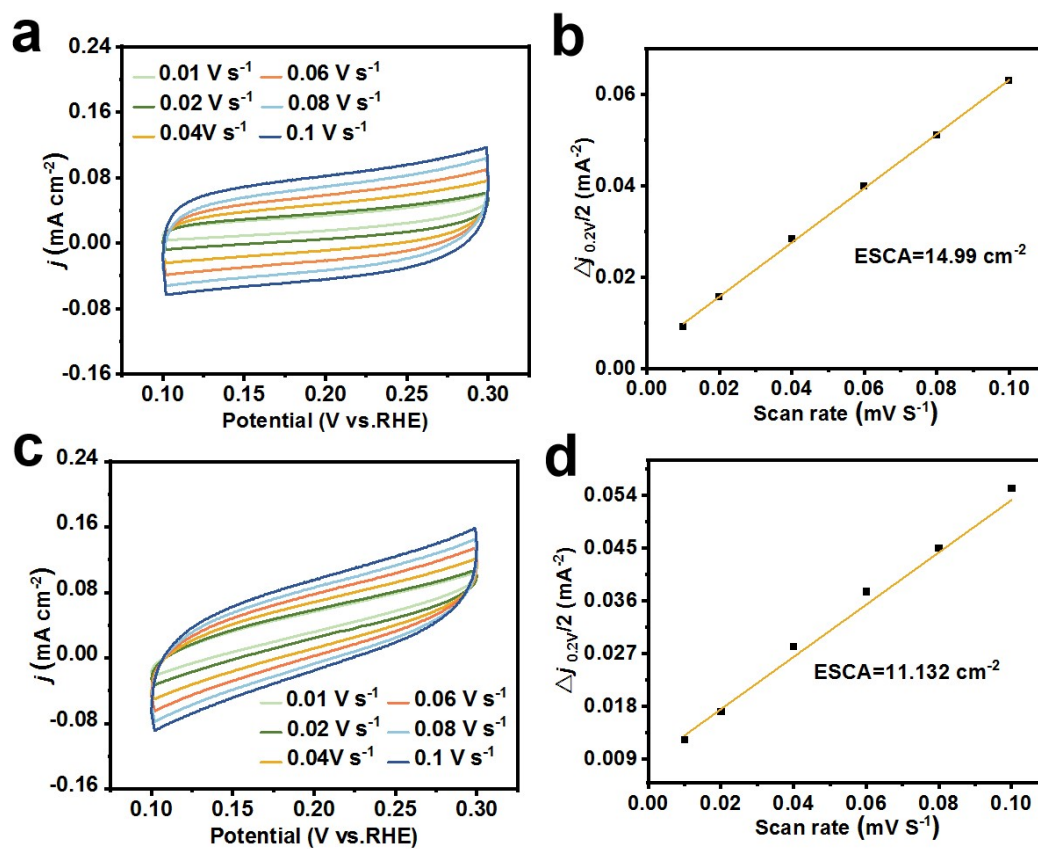 a
0.24
0.16
0.08
0.00
-0.08
-0.16
j (mA cm-2)
0.01 V s-1 0.06 V s-1
0.02 V s-1 0.08 V s-1
0.04V s-1 0.1 V s-1
0.10 0.15 0.20 0.25 0.30
Potential (V vs.RHE)
b
0.06
0.04
0.02
0.00
△j 0.2V/2 (mA-2)
ESCA=14.99 cm-2
0.00 0.02 0.04 0.06 0.08 0.10
Scan rate (mV S-1)
c
0.24
0.16
0.08
0.00
-0.08
-0.16
j (mA cm-2)
0.01 V s-1 0.06 V s-1
0.02 V s-1 0.08 V s-1
0.04V s-1 0.1 V s-1
0.10 0.15 0.20 0.25 0.30
Potential (V vs.RHE)
d
0.054
0.045
0.036
0.027
0.018
0.009
△j 0.2V/2 (mA-2)
ESCA=11.132 cm-2
0.00 0.02 0.04 0.06 0.08 0.10
Scan rate (mV S-1)